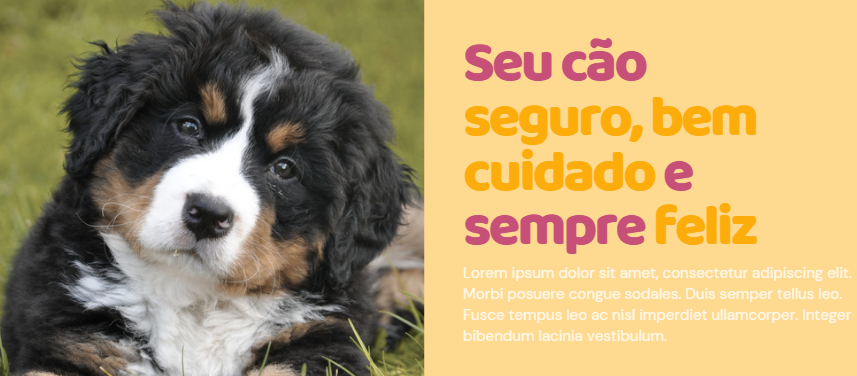 Seu cão
seguro, bem
cuidado e
sempre feliz
Lorem ipsum dolor sit amet, consectetur adipiscing elit.
Morbi posuere congue sodales. Duis semper tellus leo.
Fusce tempus leo ac nisl imperdiet ullamcorper. Integer
bibendum lacinia vestibulum.